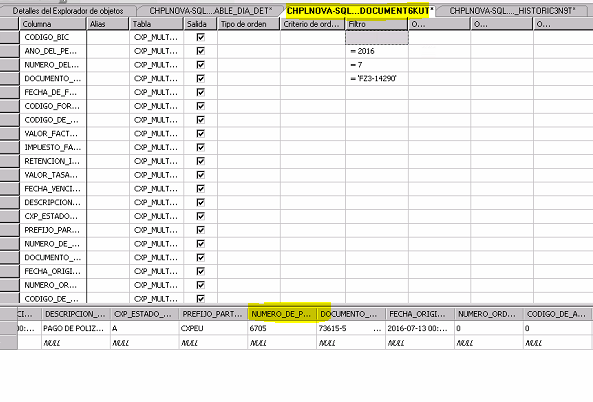 Detalles del Explorador de objetos CHPLNOVA-SQL...ABLE_DIA_DET* CHPLNOVA-SQL...DOCUMENT6KUT* CHPLNOVA-SQL..._HISTORIC3N9T*
Columna Alias Tabla Salida Tipo de orden Criterio de ord... Filtro O... O... O...
CODIGO_BIC CXP_MULT...
ANO_DEL_PE... CXP_MULT... = 2016
NUMERO_DEL... CXP_MULT... = 7
DOCUMENTO_... CXP_MULT... = 'FZ3-14290'
FECHA_DE_F... CXP_MULT...
CODIGO_FOR... CXP_MULT...
CODIGO_DE_... CXP_MULT...
VALOR_FACT... CXP_MULT...
IMPUESTO_FA... CXP_MULT...
RETENCION_I... CXP_MULT...
VALOR_TASA... CXP_MULT...
FECHA_VENCI... CXP_MULT...
DESCRIPCION... CXP_MULT...
CXP_ESTADO... CXP_MULT...
PREFIJO_PAR... CXP_MULT...
NUMERO_DE_... CXP_MULT...
DOCUMENTO_... CXP_MULT...
FECHA_ORIGI... CXP_MULT...
NUMERO_OR... CXP_MULT...
CODIGO_DE_... CXP_MULT...
CI... DESCRIPCION_... CXP_ESTADO_... PREFIJO_PART... NUMERO_DE_P... DOCUMENTO_... FECHA_ORIGI... NUMERO_ORD... CODIGO_DE_A...
00:... PAGO DE POLIZ... A CXPEU 6705 73615-5 ... 2016-07-13 00:... 0 0
NULL NULL NULL NULL NULL NULL NULL NULL